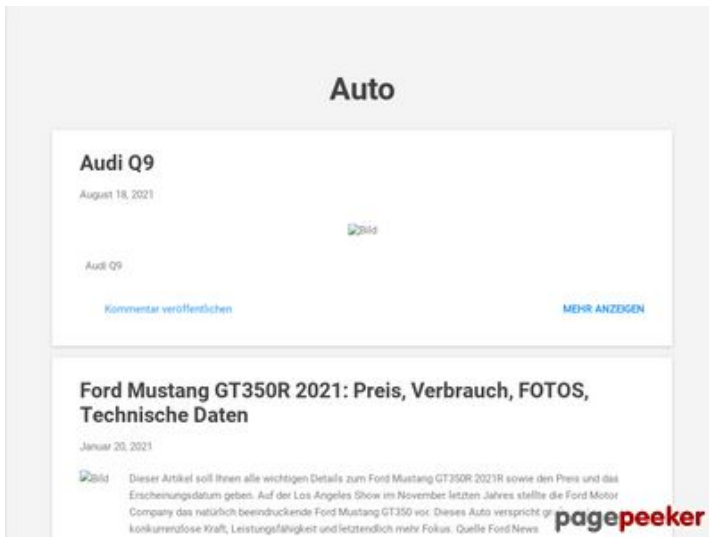 Auto
Audi Q9
August 18, 2021
Bild
Audi Q9
Kommentar veröffentlichen MEHR ANZEIGEN
Ford Mustang GT350R 2021: Preis, Verbrauch, FOTOS,
Technische Daten
Januar 20, 2021
Bild Dieser Artikel soll Ihnen alle wichtigen Details zum Ford Mustang GT350R 2021R sowie den Preis und das
Erscheinungsdatum geben. Auf der Los Angeles Show im November letzten Jahres stellte die Ford Motor
Company das natürlich beeindruckende Ford Mustang GT350 vor. Dieses Auto verspricht
konkurrenzlose Kraft, Leistungsfähigkeit und letztendlich mehr Fokus. Quelle Ford News
pagepeeker